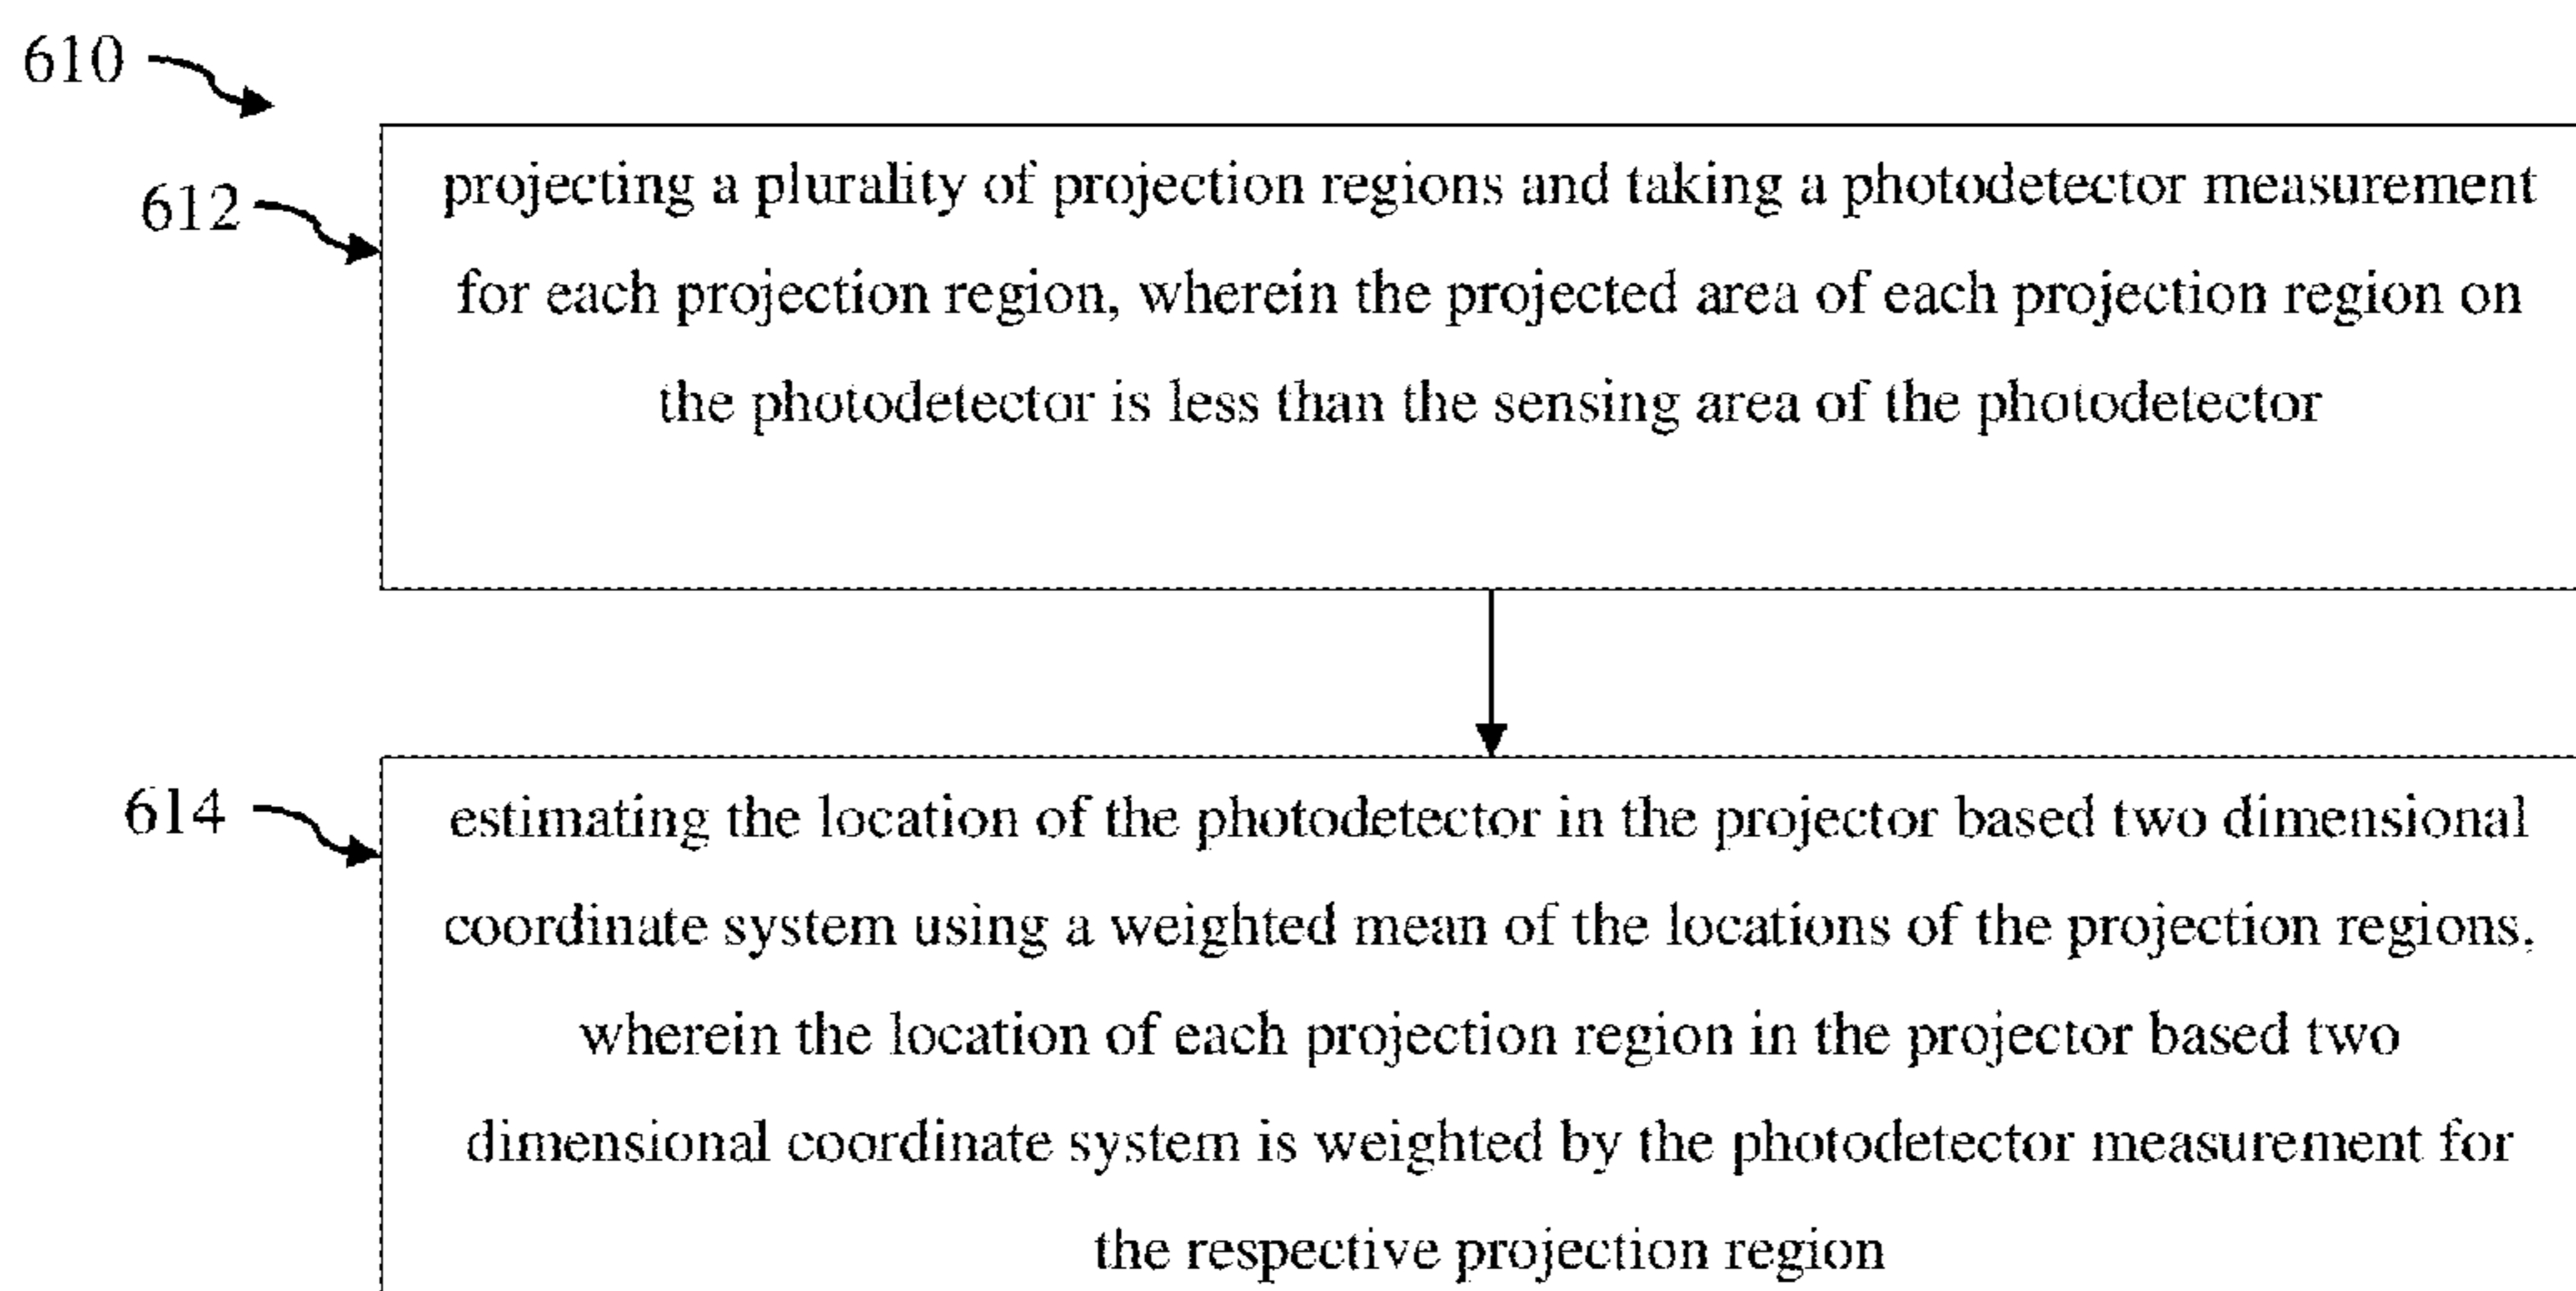 610
612
projecting a plurality of projection regions and taking a photodetector measurement
for each projection region, wherein the projected area of each projection region on
the photodetector is less than the sensing area of the photodetector
614
estimating the location of the photodetector in the projector based two dimensional
coordinate system using a weighted mean of the locations of the projection regions,
wherein the location of each projection region in the projector based two
dimensional coordinate system is weighted by the photodetector measurement for
the respective projection region